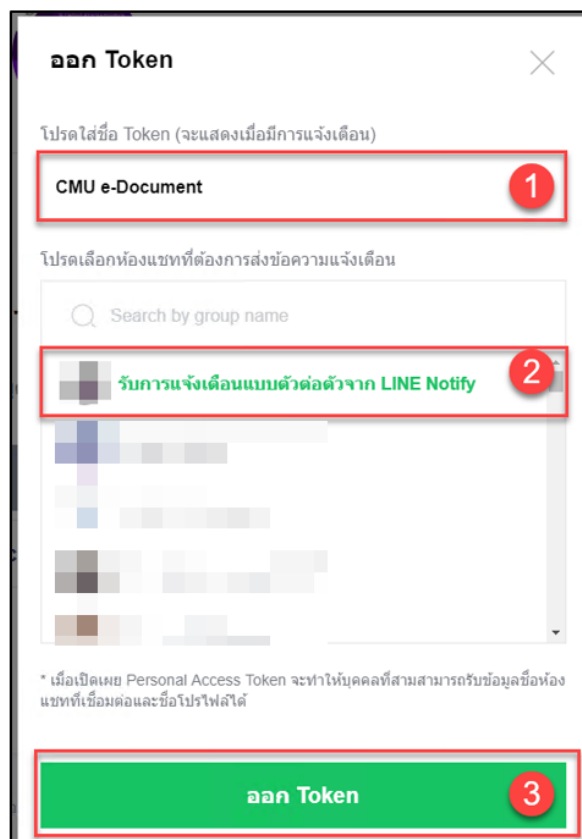 ออก Token
โปรดใส่ชื่อ Token (จะแสดงเมื่อมีการแจ้งเตือน)
CMU e-Document
1
โปรดเลือกห้องแชทที่ต้องการส่งข้อความแจ้งเตือน
Search by group name
รับการแจ้งเตือนแบบตัวต่อตัวจาก LINE Notify
2
* เมื่อเปิดเผย Personal Access Token จะทำให้บุคคลที่สามสามารถรับข้อมูลชื่อห้อง
แชทที่เชื่อมต่อและชื่อโปรไฟล์ได้
ออก Token
3